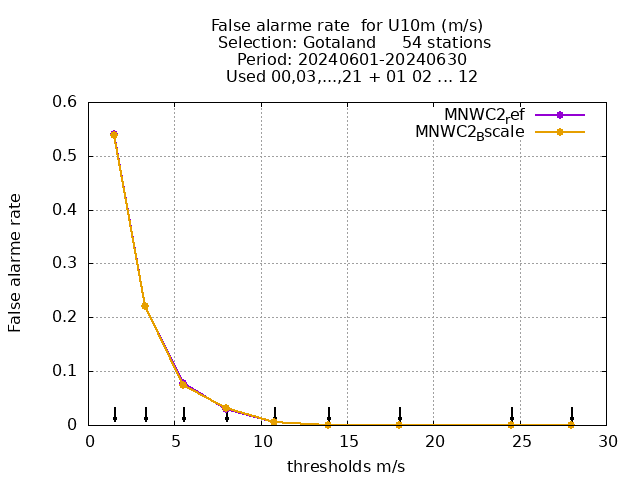 False alarme rate  for U10m (m/s)
Selection: Gotaland     54 stations
Period: 20240601-20240630
Used 00,03,...,21 + 01 02 ... 12
MNWC2ref
MNWC2Bscale
False alarme rate
0.6
0.5
0.4
0.3
0.2
0.1
0
0 5 10 15 20 25 30
thresholds m/s